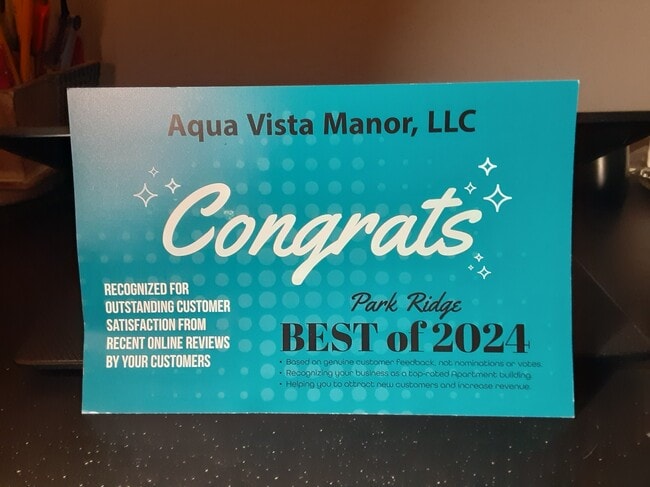 Aqua Vista Manor, LLC
Congrats
RECOGNIZED FOR
OUTSTANDING CUSTOMER
SATISFACTION FROM
RECENT ONLINE REVIEWS
BY YOUR CUSTOMERS
Park Ridge
BEST of 2024
• Based on genuine customer feedback, not nominations or votes.
• Recognizing your business as a top-rated Apartment building.
• Helping you to attract new customers and increase revenue.